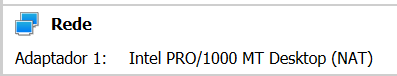 Rede
Adaptador 1: Intel PRO/1000 MT Desktop (NAT)